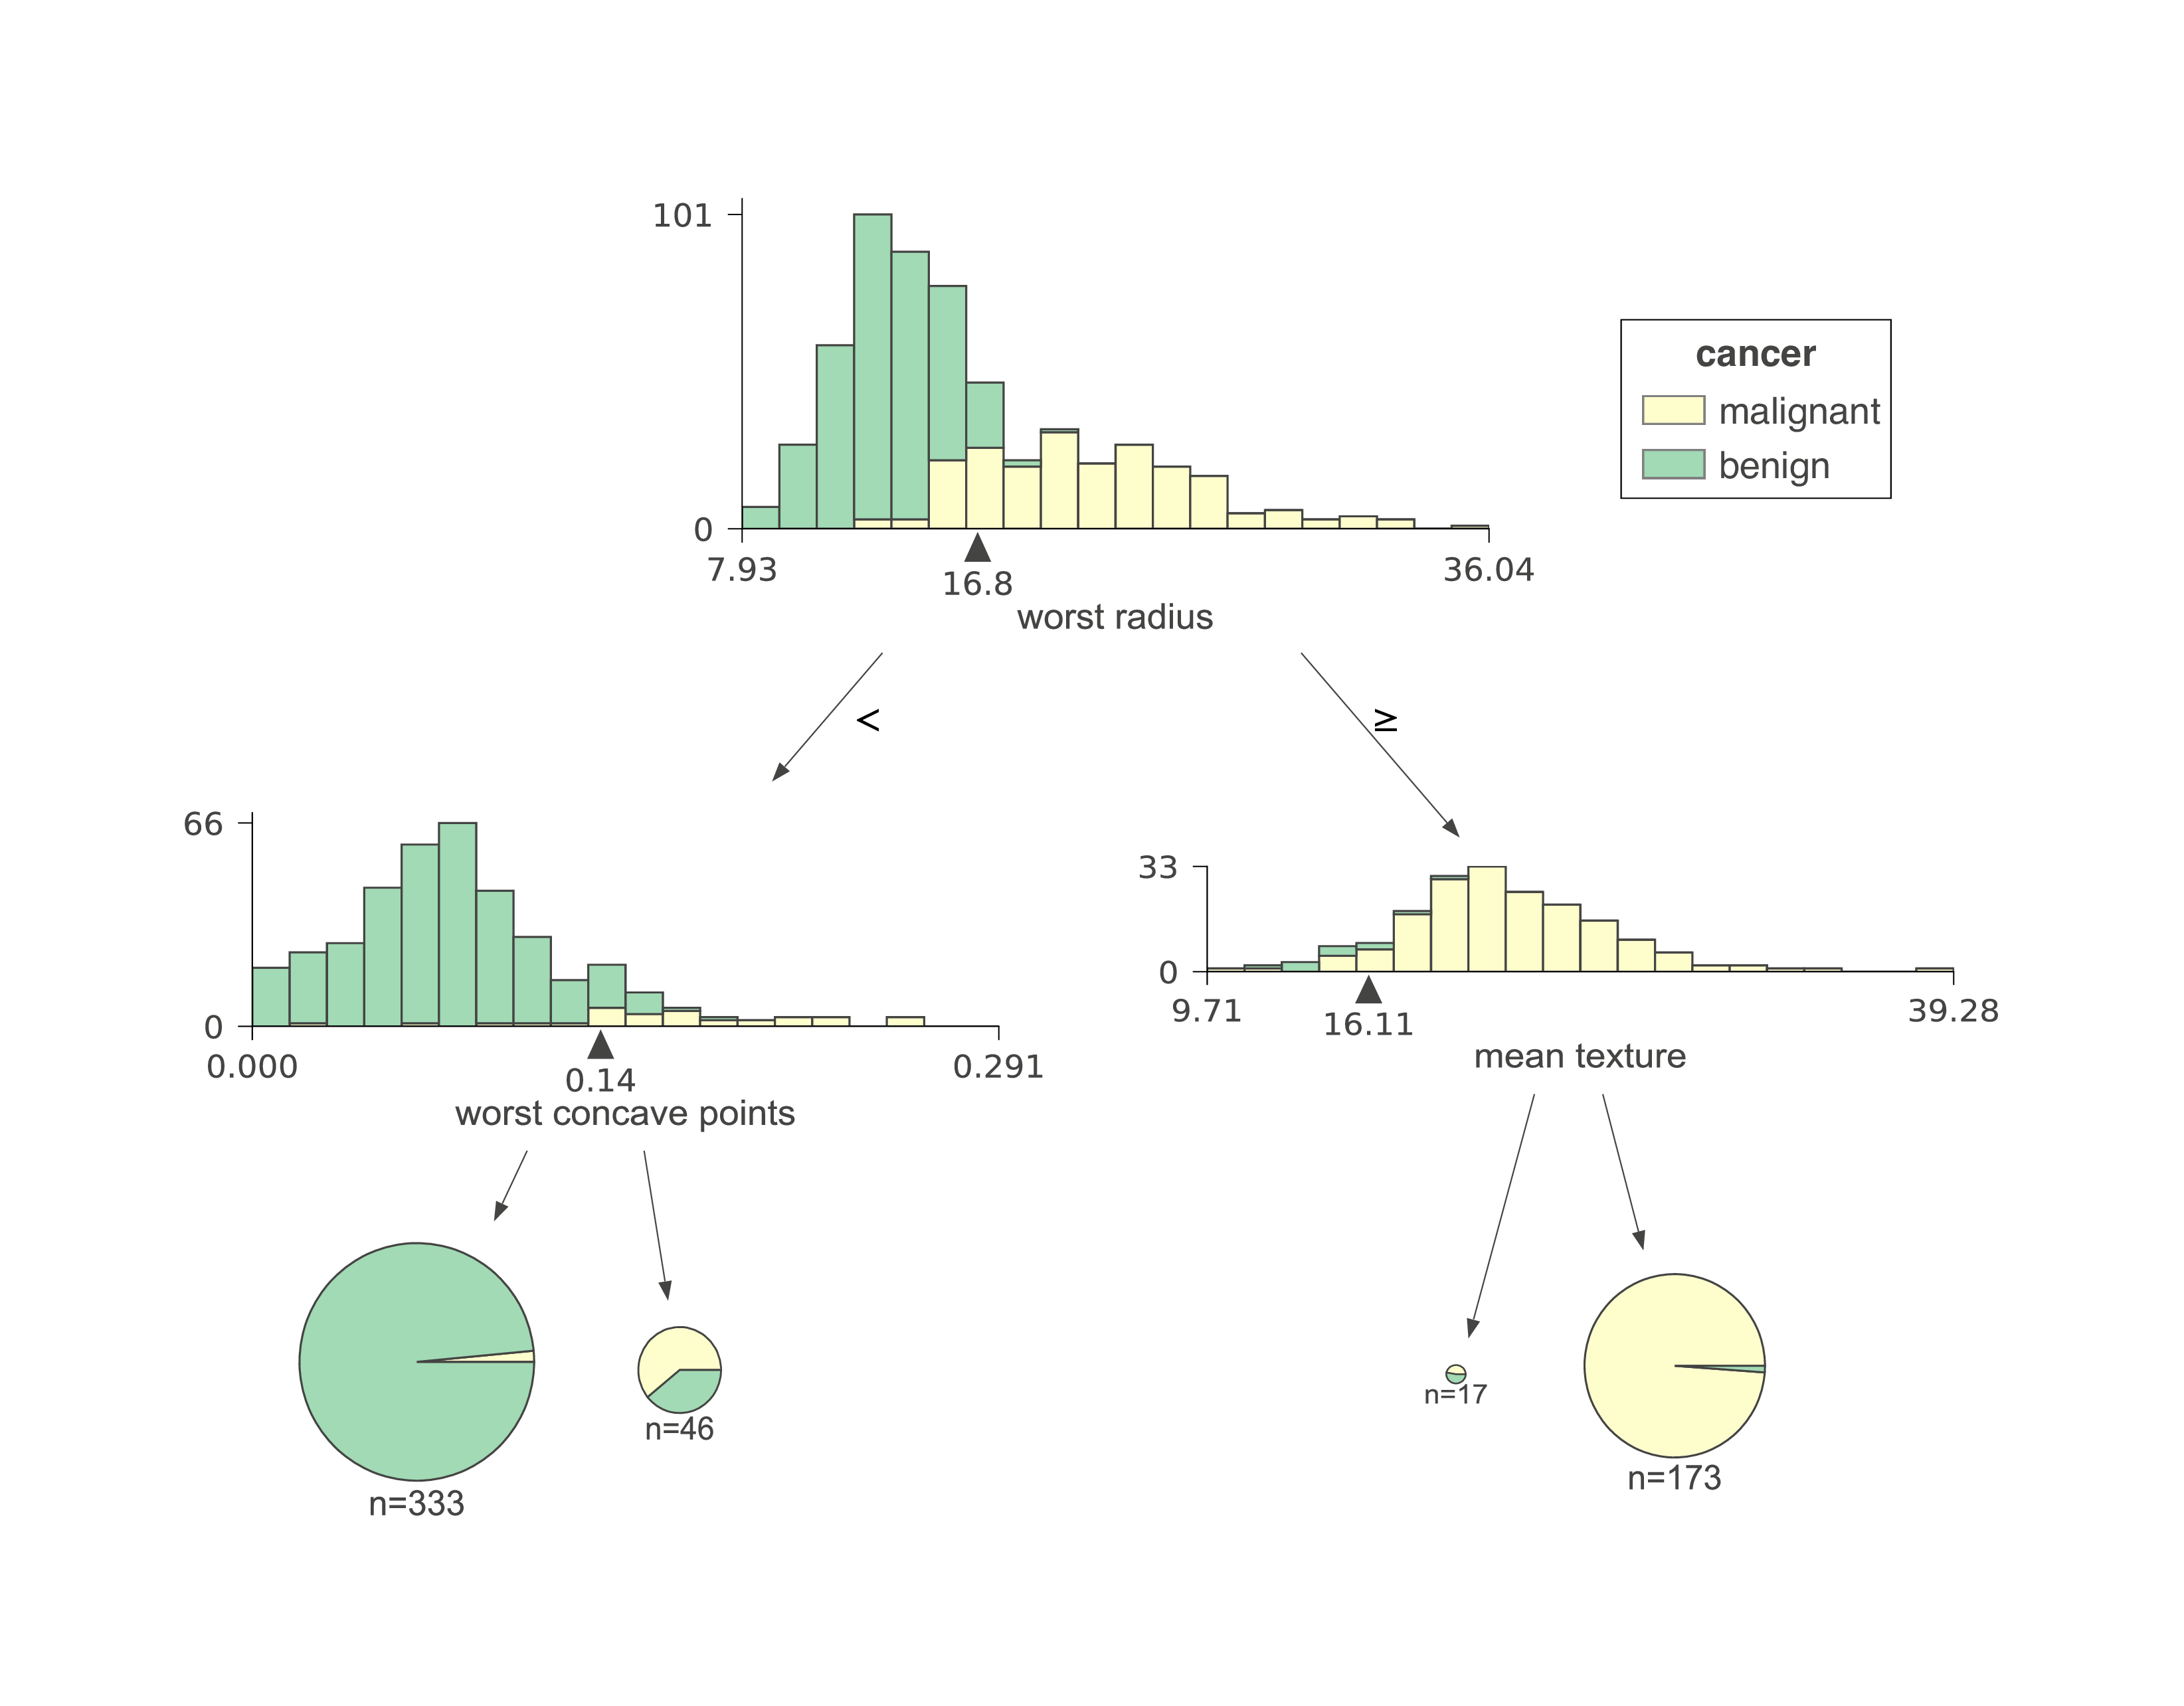 101
0
7.93
16.8
36.04
worst radius
cancer
malignant
benign
<
≥
66
0
0.000
0.14
0.291
worst concave points
33
0
9.71
16.11
39.28
mean texture
n=333
n=46
n=17
n=173